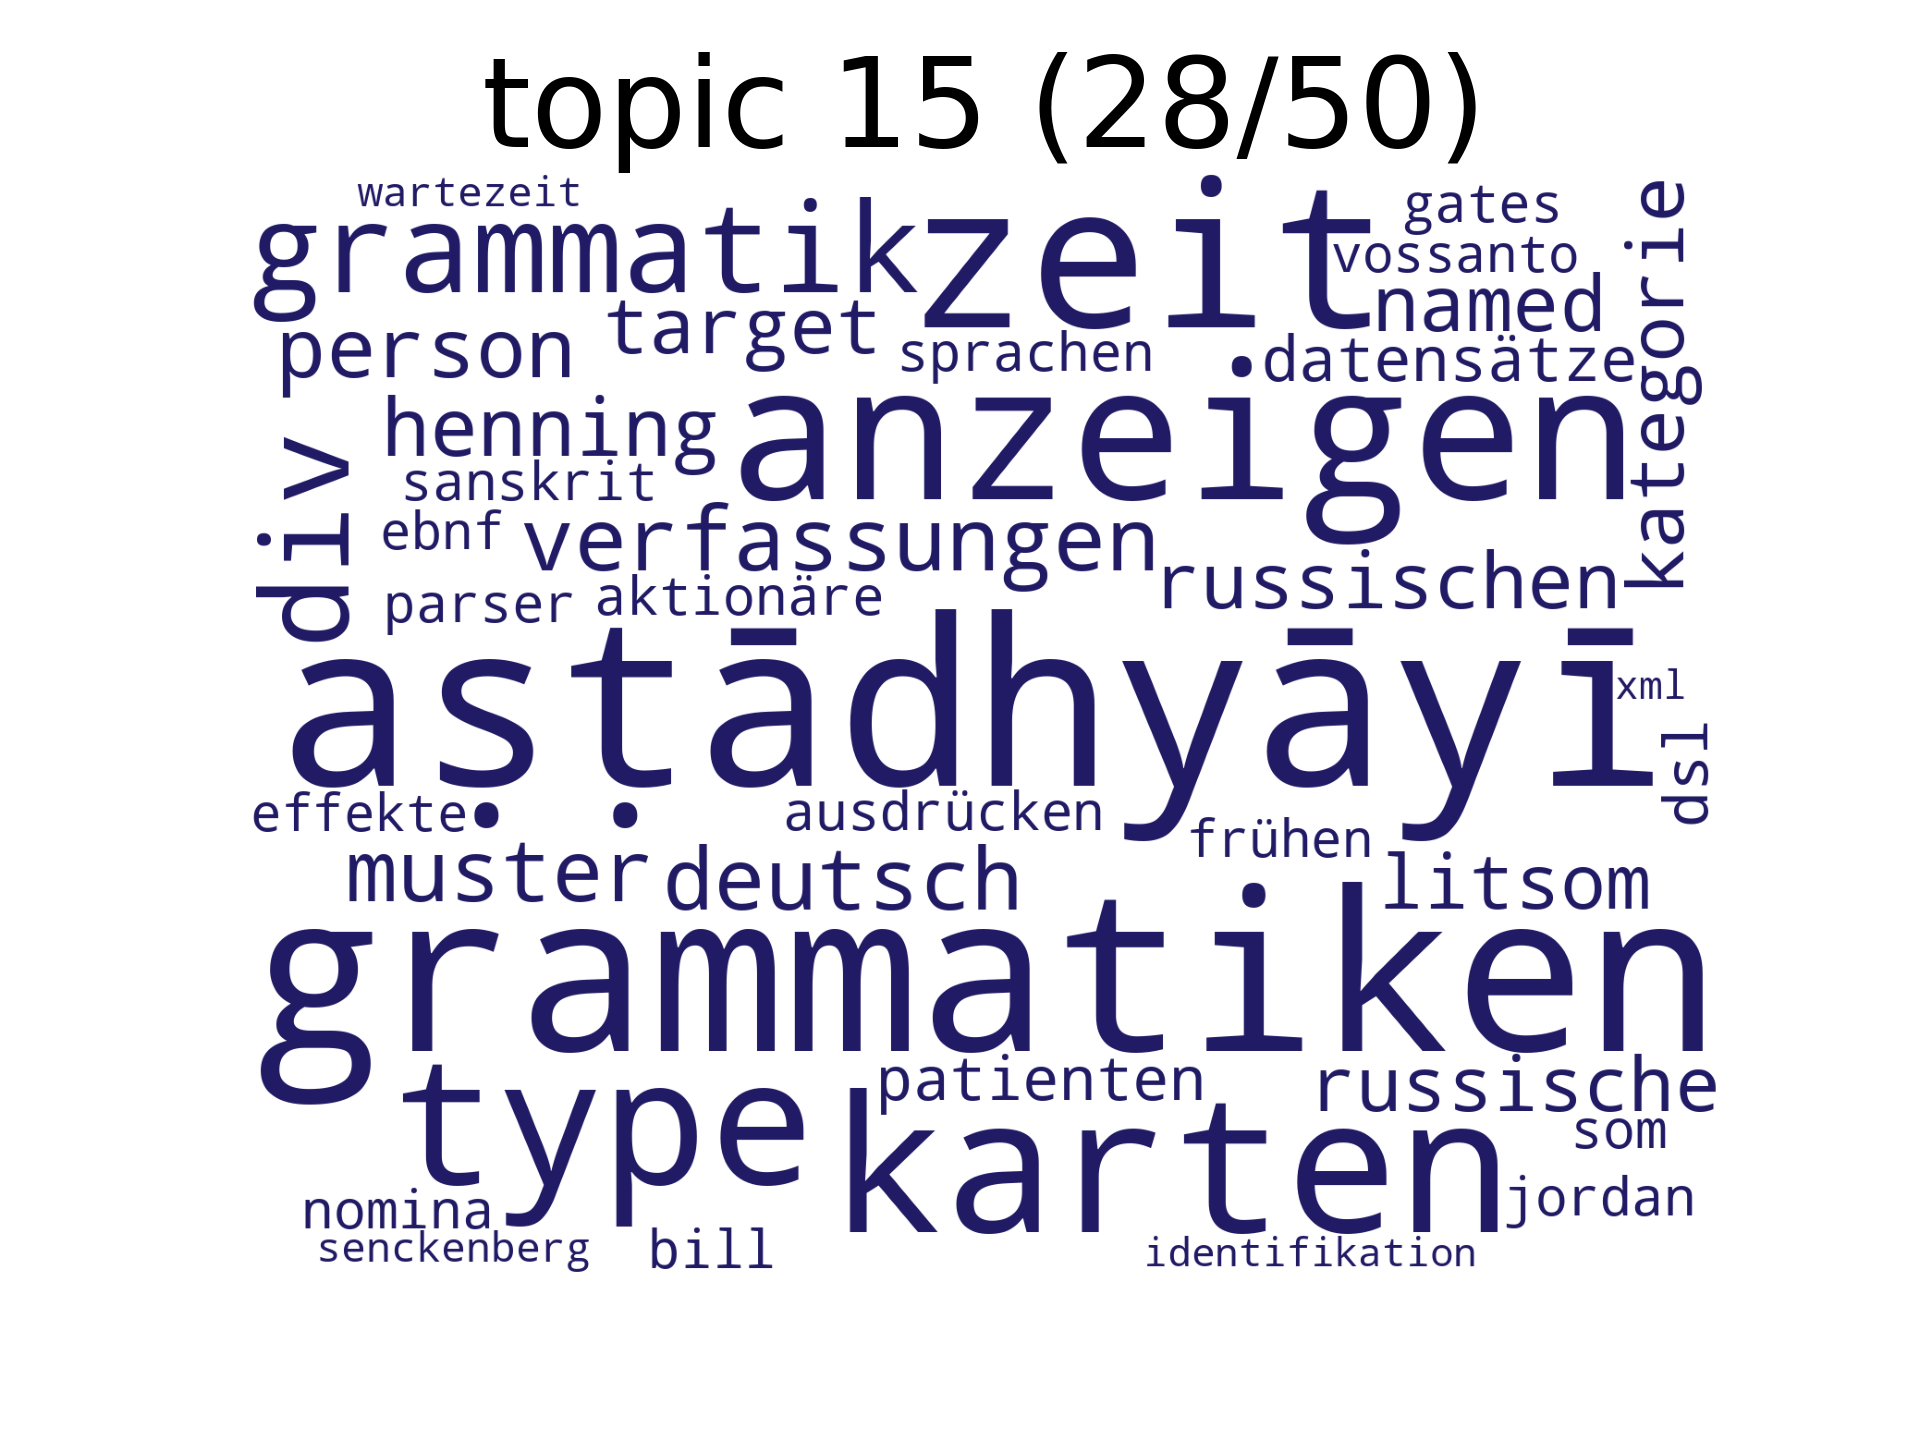 topic 15 (28/50)
wartezeit
grammatik
zeit
gates
vossanto
kategorie
named
person
target
sprachen
datensätze
div
henning
anzeigen
sanskrit
ebnf
verfassungen
russischen
parser
aktionäre
aṣṭādhyāyī
xml
dsl
effekte
ausdrücken
frühen
muster
deutsch
litsom
grammatiken
type
patienten
russische
karten
som
nomina
jordan
senckenberg
bill
identifikation